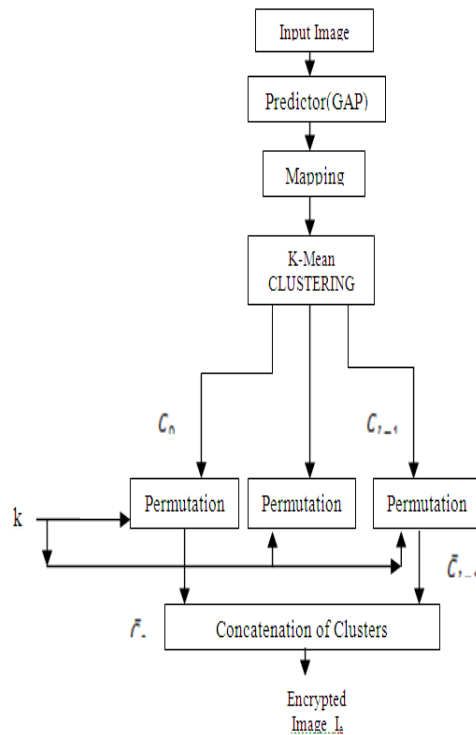 Input Image
Predictor(GAP)
Mapping
K-Mean
CLUSTERING
C₀
Permutation
Permutation
Permutation
k
Concatenation of Clusters
Encrypted
Image I